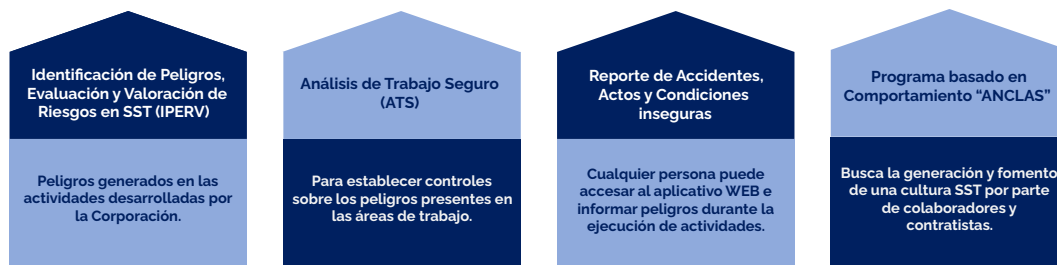 Identificación de Peligros,
Evaluación y Valoración de
Riesgos en SST (IPERV)
Peligros generados en las
actividades desarrolladas por
la Corporación.
Análisis de Trabajo Seguro
(ATS)
Para establecer controles
sobre los peligros presentes en
las áreas de trabajo.
Reporte de Accidentes,
Actos y Condiciones
inseguras
Cualquier persona puede
accesar al aplicativo WEB e
informar peligros durante la
ejecución de actividades.
Programa basado en
Comportamiento “ANCLAS”
Busca la generación y fomento
de una cultura SST por parte
de colaboradores y
contratistas.